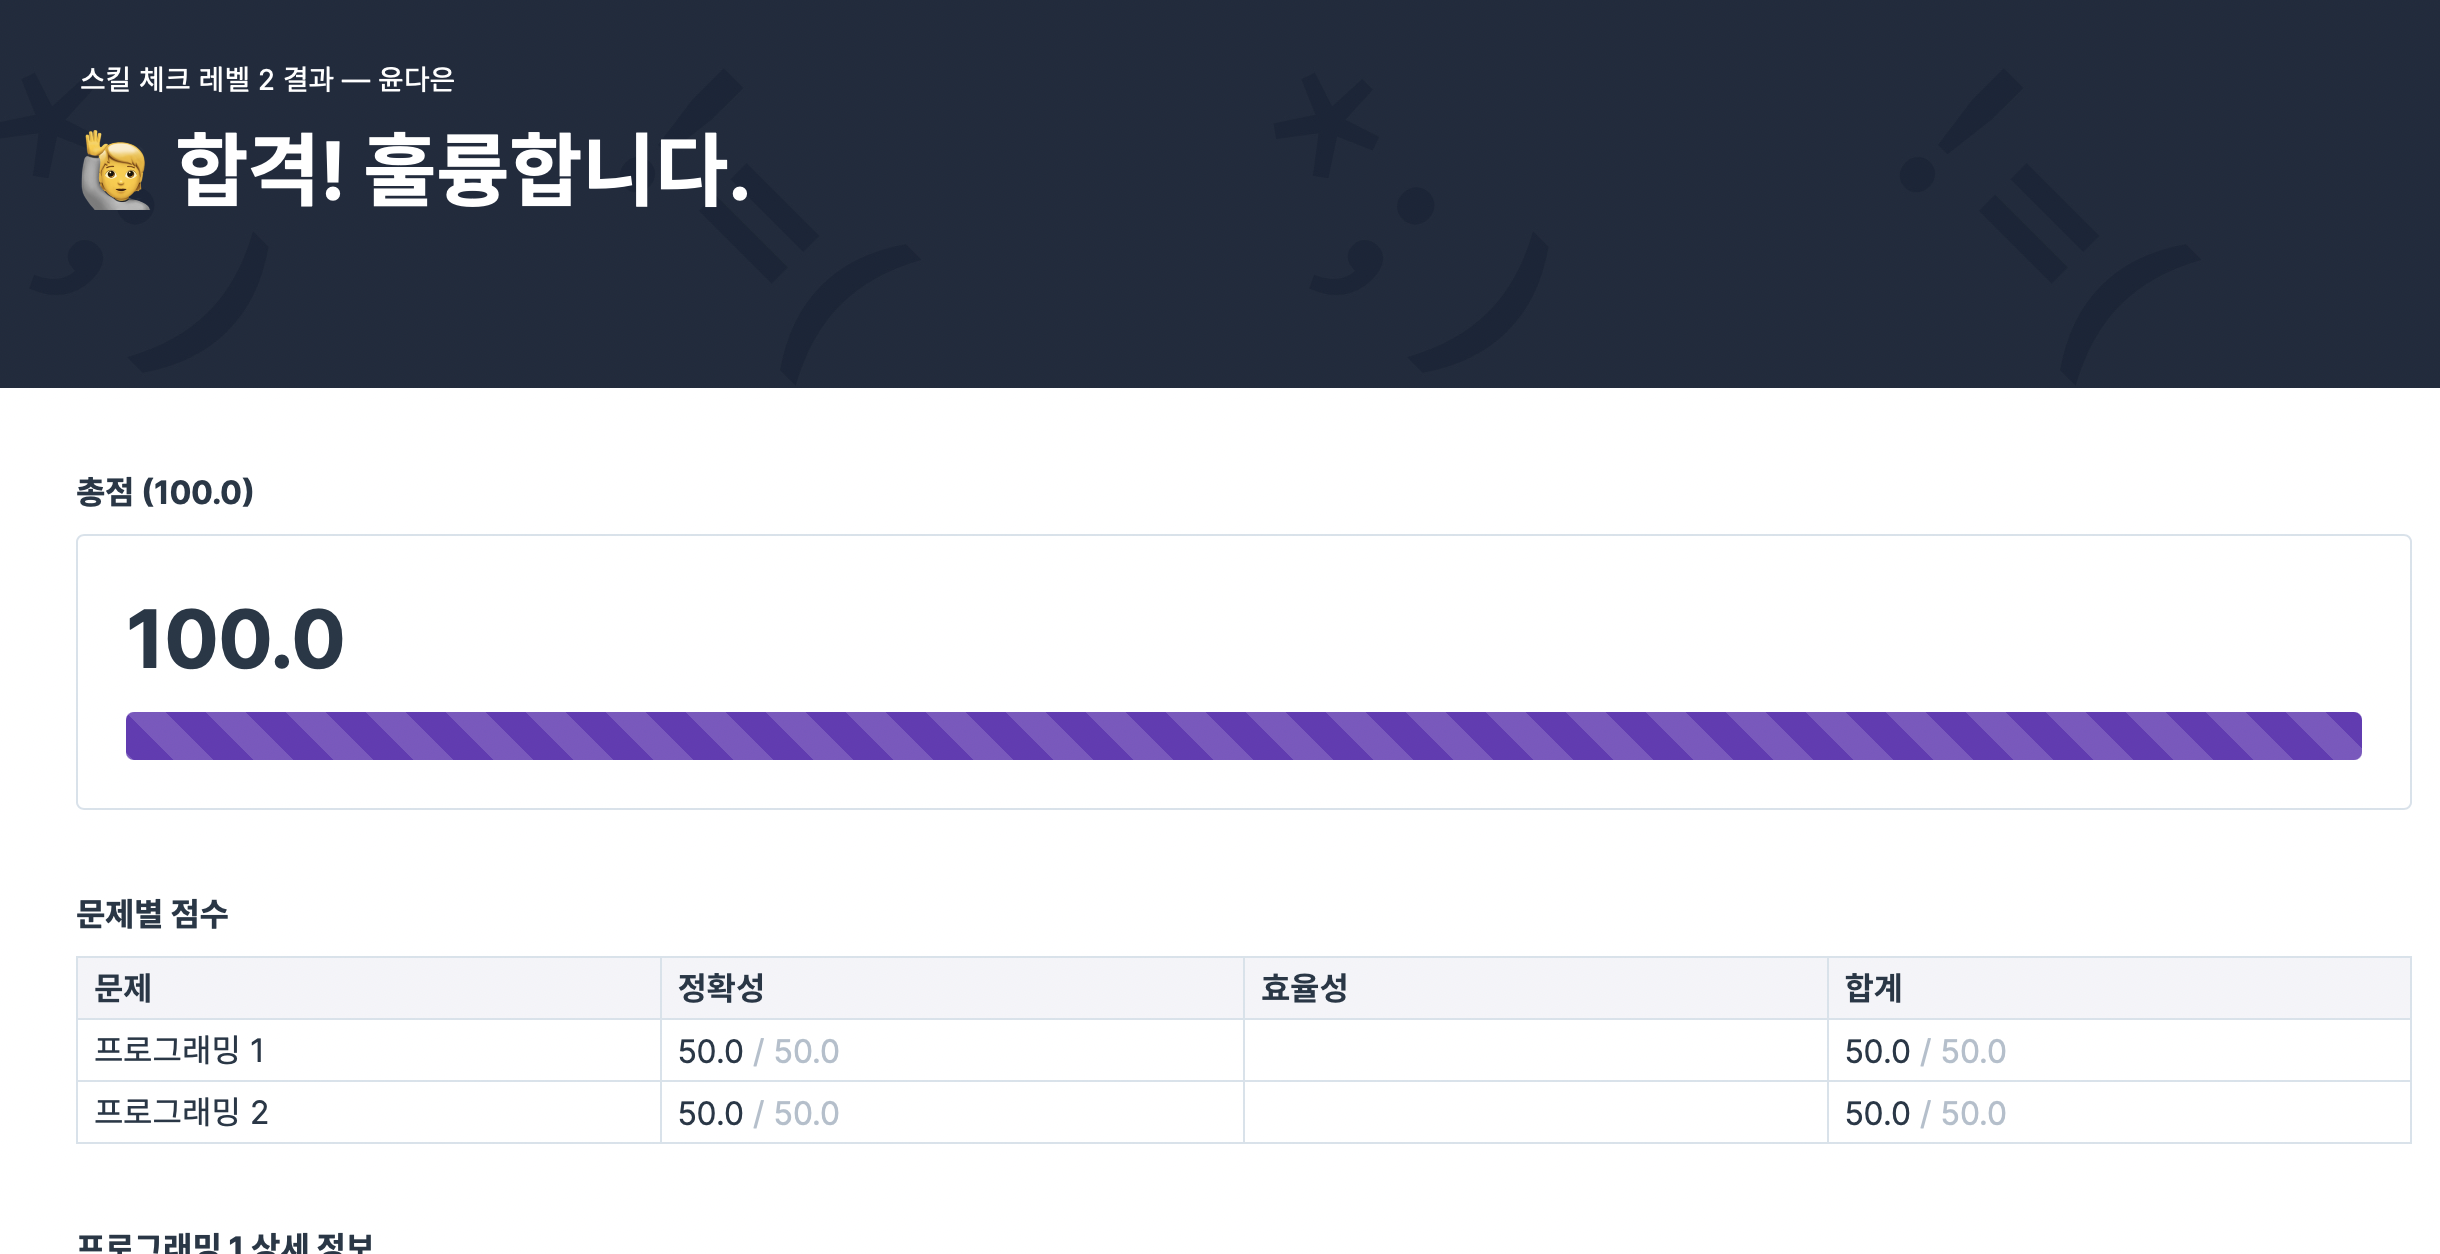 스킬 체크 레벨 2 결과 — 윤다은
🙋 합격! 훌륭합니다.
총점 (100.0)
100.0
문제별 점수
문제 정확성 효율성 합계
프로그래밍 1 50.0 / 50.0 50.0 / 50.0
프로그래밍 2 50.0 / 50.0 50.0 / 50.0
프로그래밍 1 상세 정보